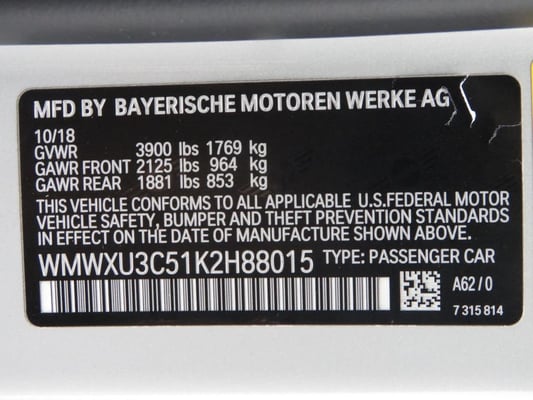 MFD BY BAYERISCHE MOTOREN WERKE AG
10/18
GVWR 3900 lbs 1769 kg
GAWR FRONT 2125 lbs 964 kg
GAWR REAR 1881 lbs 853 kg
THIS VEHICLE CONFORMS TO ALL APPLICABLE U.S.FEDERAL MOTOR
VEHICLE SAFETY, BUMPER AND THEFT PREVENTION STANDARDS
IN EFFECT ON THE DATE OF MANUFACTURE SHOWN ABOVE.
WMWXU3C51K2H88015 TYPE: PASSENGER CAR
A62/0
7 315 814